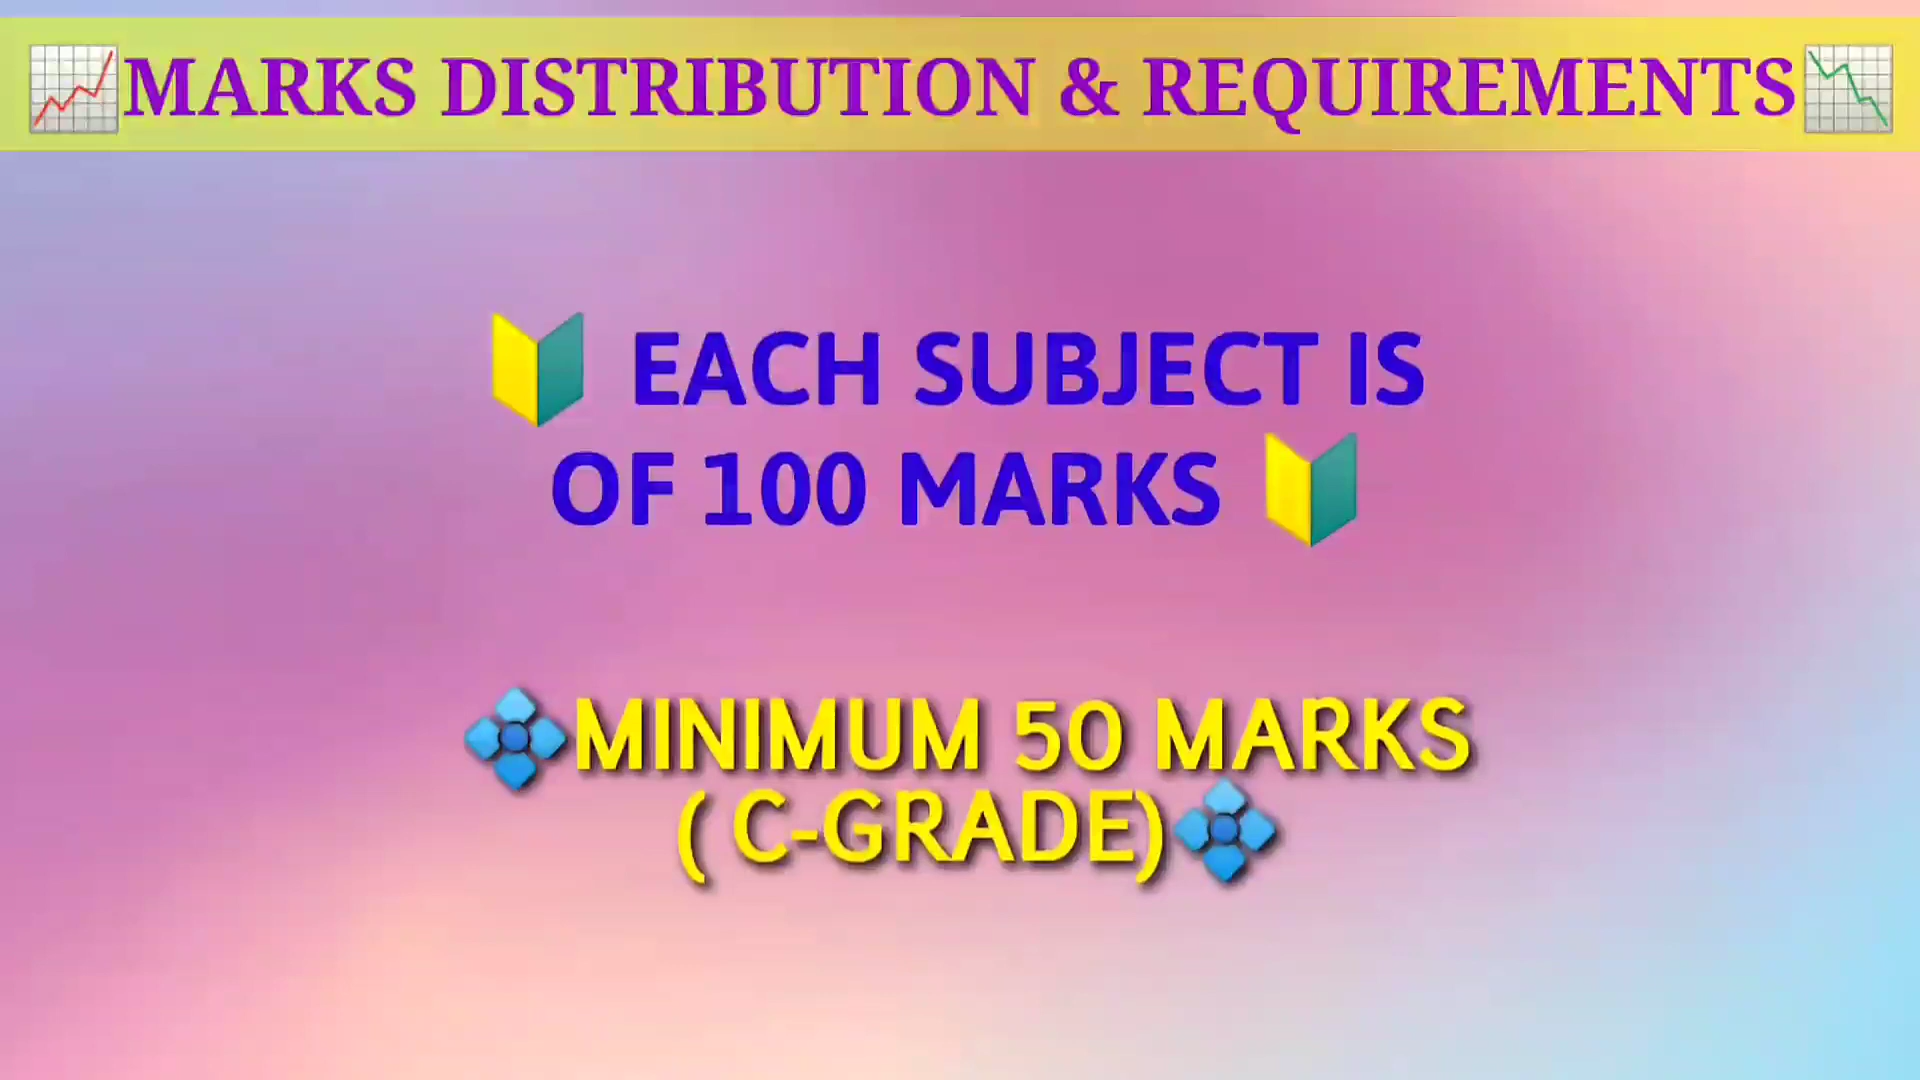 MARKS DISTRIBUTION & REQUIREMENTS
EACH SUBJECT IS
OF 100 MARKS
MINIMUM 50 MARKS
( C-GRADE)